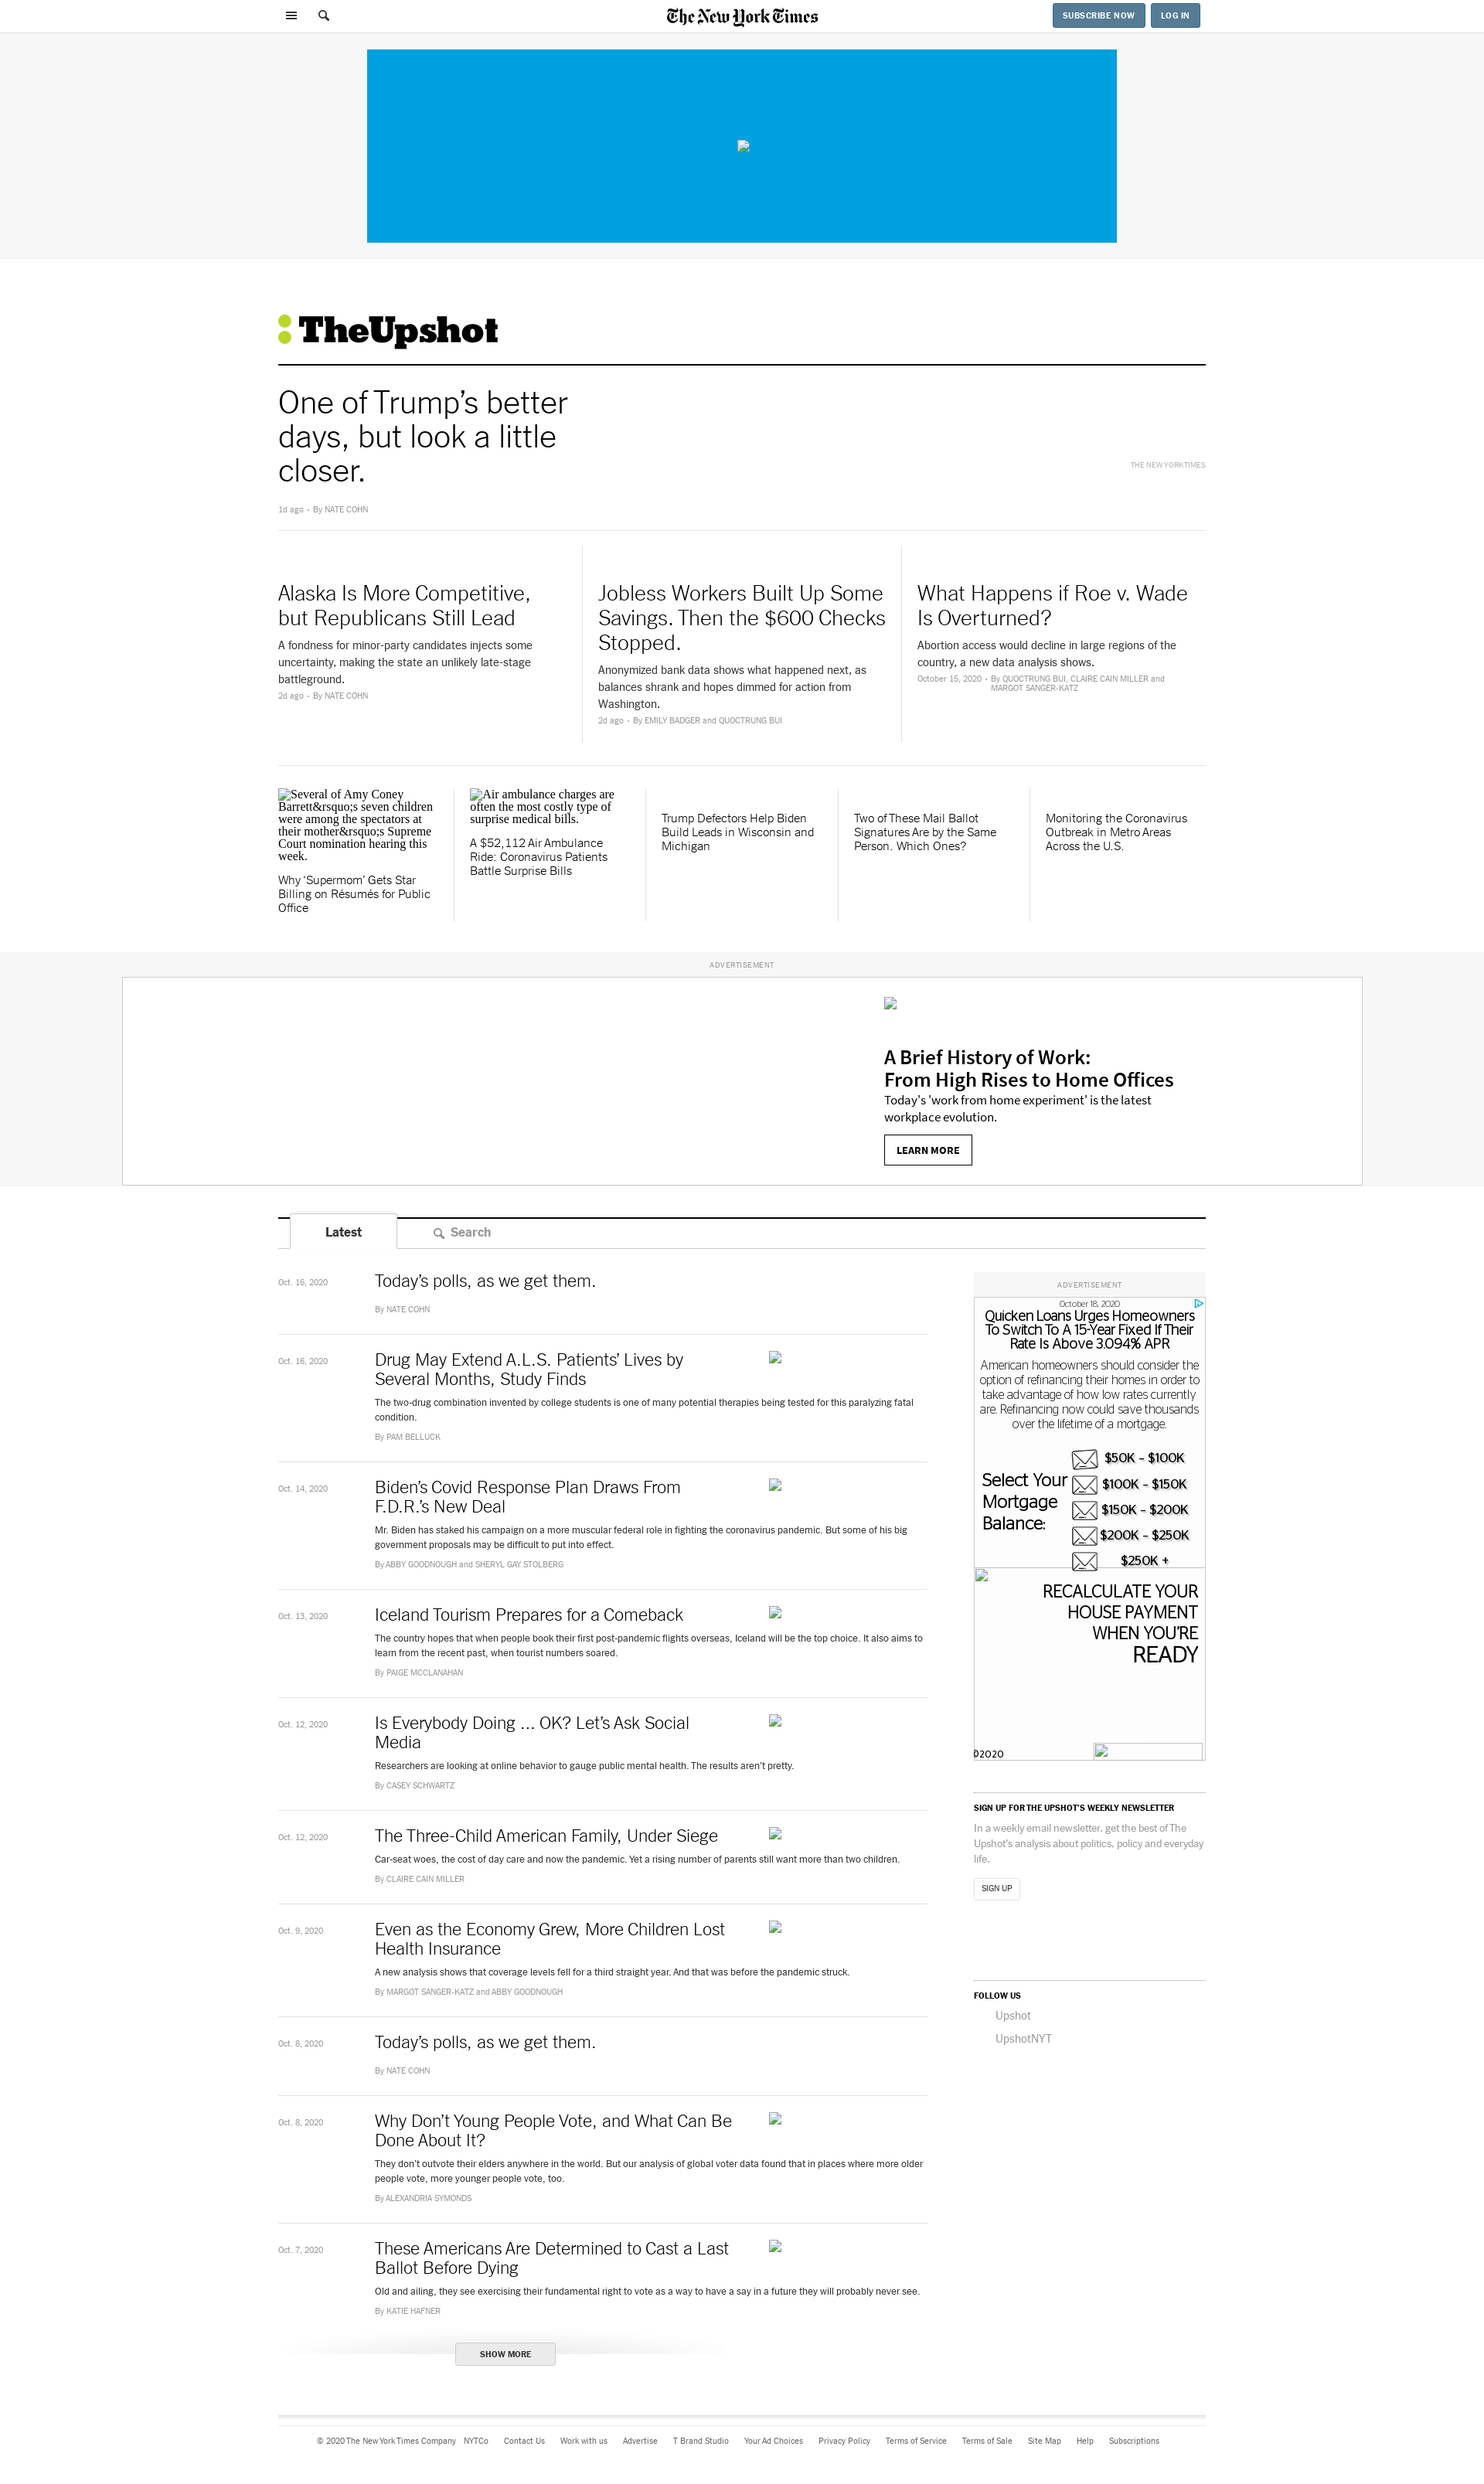 The New York Times
SUBSCRIBE NOW
LOG IN
TheUpshot
One of Trump’s better
days, but look a little
closer.
THE NEW YORK TIMES
1d ago • By NATE COHN
Alaska Is More Competitive,
but Republicans Still Lead
A fondness for minor-party candidates injects some
uncertainty, making the state an unlikely late-stage
battleground.
2d ago • By NATE COHN
Jobless Workers Built Up Some
Savings. Then the $600 Checks
Stopped.
Anonymized bank data shows what happened next, as
balances shrank and hopes dimmed for action from
Washington.
2d ago • By EMILY BADGER and QUOCTRUNG BUI
What Happens if Roe v. Wade
Is Overturned?
Abortion access would decline in large regions of the
country, a new data analysis shows.
October 15, 2020 • By QUOCTRUNG BUI, CLAIRE CAIN MILLER and
MARGOT SANGER-KATZ
Several of Amy Coney
Barrett&rsquo;s seven children
were among the spectators at
their mother&rsquo;s Supreme
Court nomination hearing this
week.
Why ‘Supermom’ Gets Star
Billing on Résumés for Public
Office
Air ambulance charges are
often the most costly type of
surprise medical bills.
A $52,112 Air Ambulance
Ride: Coronavirus Patients
Battle Surprise Bills
Trump Defectors Help Biden
Build Leads in Wisconsin and
Michigan
Two of These Mail Ballot
Signatures Are by the Same
Person. Which Ones?
Monitoring the Coronavirus
Outbreak in Metro Areas
Across the U.S.
ADVERTISEMENT
A Brief History of Work:
From High Rises to Home Offices
Today's 'work from home experiment' is the latest
workplace evolution.
LEARN MORE
Latest
Search
Oct. 16, 2020
Today’s polls, as we get them.
By NATE COHN
Oct. 16, 2020
Drug May Extend A.L.S. Patients’ Lives by
Several Months, Study Finds
The two-drug combination invented by college students is one of many potential therapies being tested for this paralyzing fatal
condition.
By PAM BELLUCK
Oct. 14, 2020
Biden’s Covid Response Plan Draws From
F.D.R.’s New Deal
Mr. Biden has staked his campaign on a more muscular federal role in fighting the coronavirus pandemic. But some of his big
government proposals may be difficult to put into effect.
By ABBY GOODNOUGH and SHERYL GAY STOLBERG
Oct. 13, 2020
Iceland Tourism Prepares for a Comeback
The country hopes that when people book their first post-pandemic flights overseas, Iceland will be the top choice. It also aims to
learn from the recent past, when tourist numbers soared.
By PAIGE MCCLANAHAN
Oct. 12, 2020
Is Everybody Doing ... OK? Let’s Ask Social
Media
Researchers are looking at online behavior to gauge public mental health. The results aren’t pretty.
By CASEY SCHWARTZ
Oct. 12, 2020
The Three-Child American Family, Under Siege
Car-seat woes, the cost of day care and now the pandemic. Yet a rising number of parents still want more than two children.
By CLAIRE CAIN MILLER
Oct. 9, 2020
Even as the Economy Grew, More Children Lost
Health Insurance
A new analysis shows that coverage levels fell for a third straight year. And that was before the pandemic struck.
By MARGOT SANGER-KATZ and ABBY GOODNOUGH
Oct. 8, 2020
Today’s polls, as we get them.
By NATE COHN
Oct. 8, 2020
Why Don’t Young People Vote, and What Can Be
Done About It?
They don’t outvote their elders anywhere in the world. But our analysis of global voter data found that in places where more older
people vote, more younger people vote, too.
By ALEXANDRIA SYMONDS
Oct. 7, 2020
These Americans Are Determined to Cast a Last
Ballot Before Dying
Old and ailing, they see exercising their fundamental right to vote as a way to have a say in a future they will probably never see.
By KATIE HAFNER
SHOW MORE
ADVERTISEMENT
October 18, 2020
Quicken Loans Urges Homeowners
To Switch To A 15-Year Fixed If Their
Rate Is Above 3.094% APR
American homeowners should consider the
option of refinancing their homes in order to
take advantage of how low rates currently
are. Refinancing now could save thousands
over the lifetime of a mortgage.
Select Your
Mortgage
Balance:
$50K - $100K
$100K - $150K
$150K - $200K
$200K - $250K
$250K +
RECALCULATE YOUR
HOUSE PAYMENT
WHEN YOU'RE
READY
©2020
SIGN UP FOR THE UPSHOT'S WEEKLY NEWSLETTER
In a weekly email newsletter, get the best of The
Upshot's analysis about politics, policy and everyday
life.
SIGN UP
FOLLOW US
Upshot
UpshotNYT
© 2020 The New York Times Company NYTCo Contact Us Work with us Advertise T Brand Studio Your Ad Choices Privacy Policy Terms of Service Terms of Sale Site Map Help Subscriptions